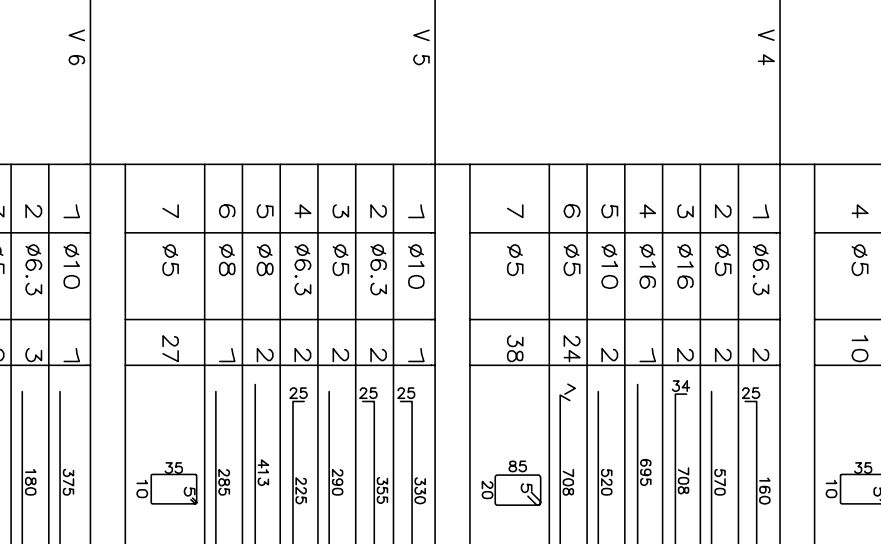 4 ø5 10 35 5 10
V 4
1 ø6.3 2 25 160
2 ø5 2 570
3 ø16 2 34 708
4 ø16 1 695
5 ø10 2 520
6 ø5 24 708
7 ø5 38 85 5 20
V 5
1 ø10 1 25 330
2 ø6.3 2 25 355
3 ø5 2 290
4 ø6.3 2 25 225
5 ø8 2 413
6 ø8 1 285
7 ø5 27 35 5 10
V 6
1 ø10 1 375
2 ø6.3 3 180